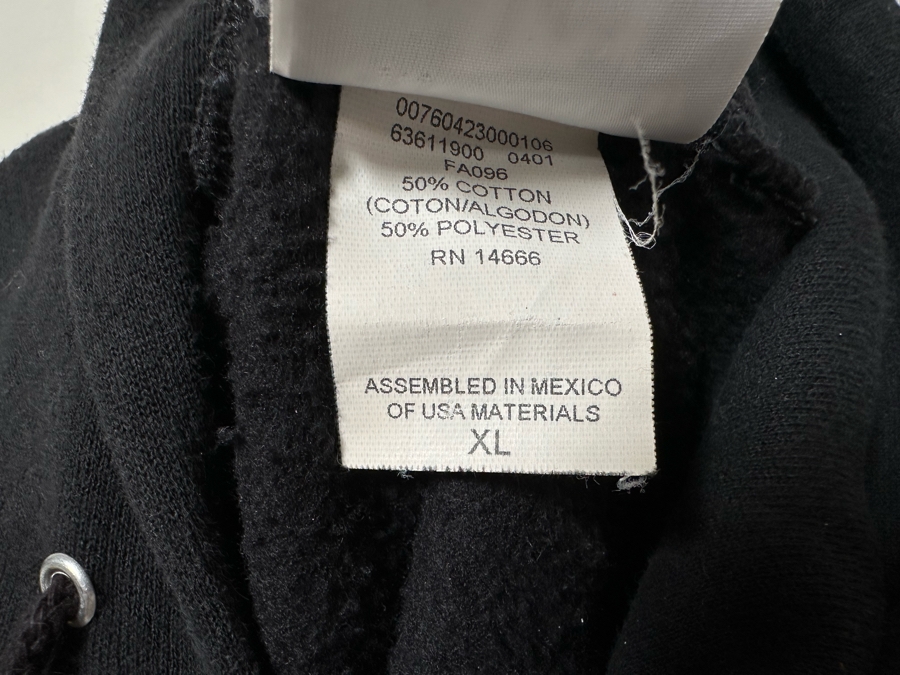 00760423000106
63611900 0401
FA096
50% COTTON
(COTON/ALGODON)
50% POLYESTER
RN 14666
ASSEMBLED IN MEXICO
OF USA MATERIALS
XL